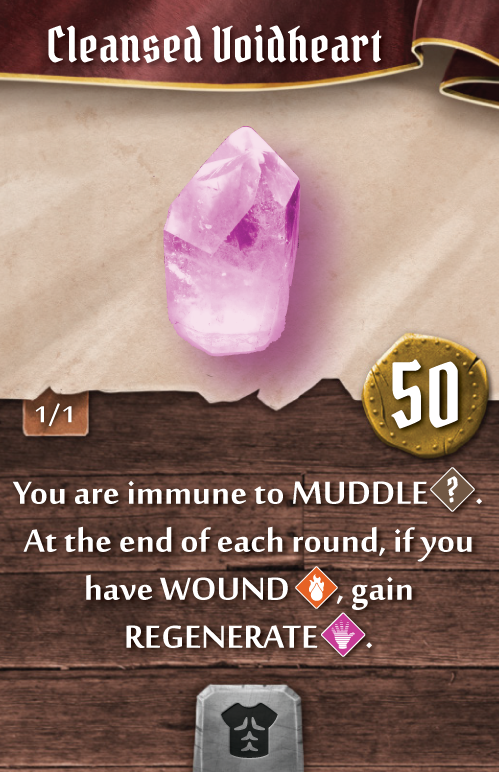 Cleansed Voidheart
50
1/1
You are immune to MUDDLE ?.
At the end of each round, if you
have WOUND , gain
REGENERATE .